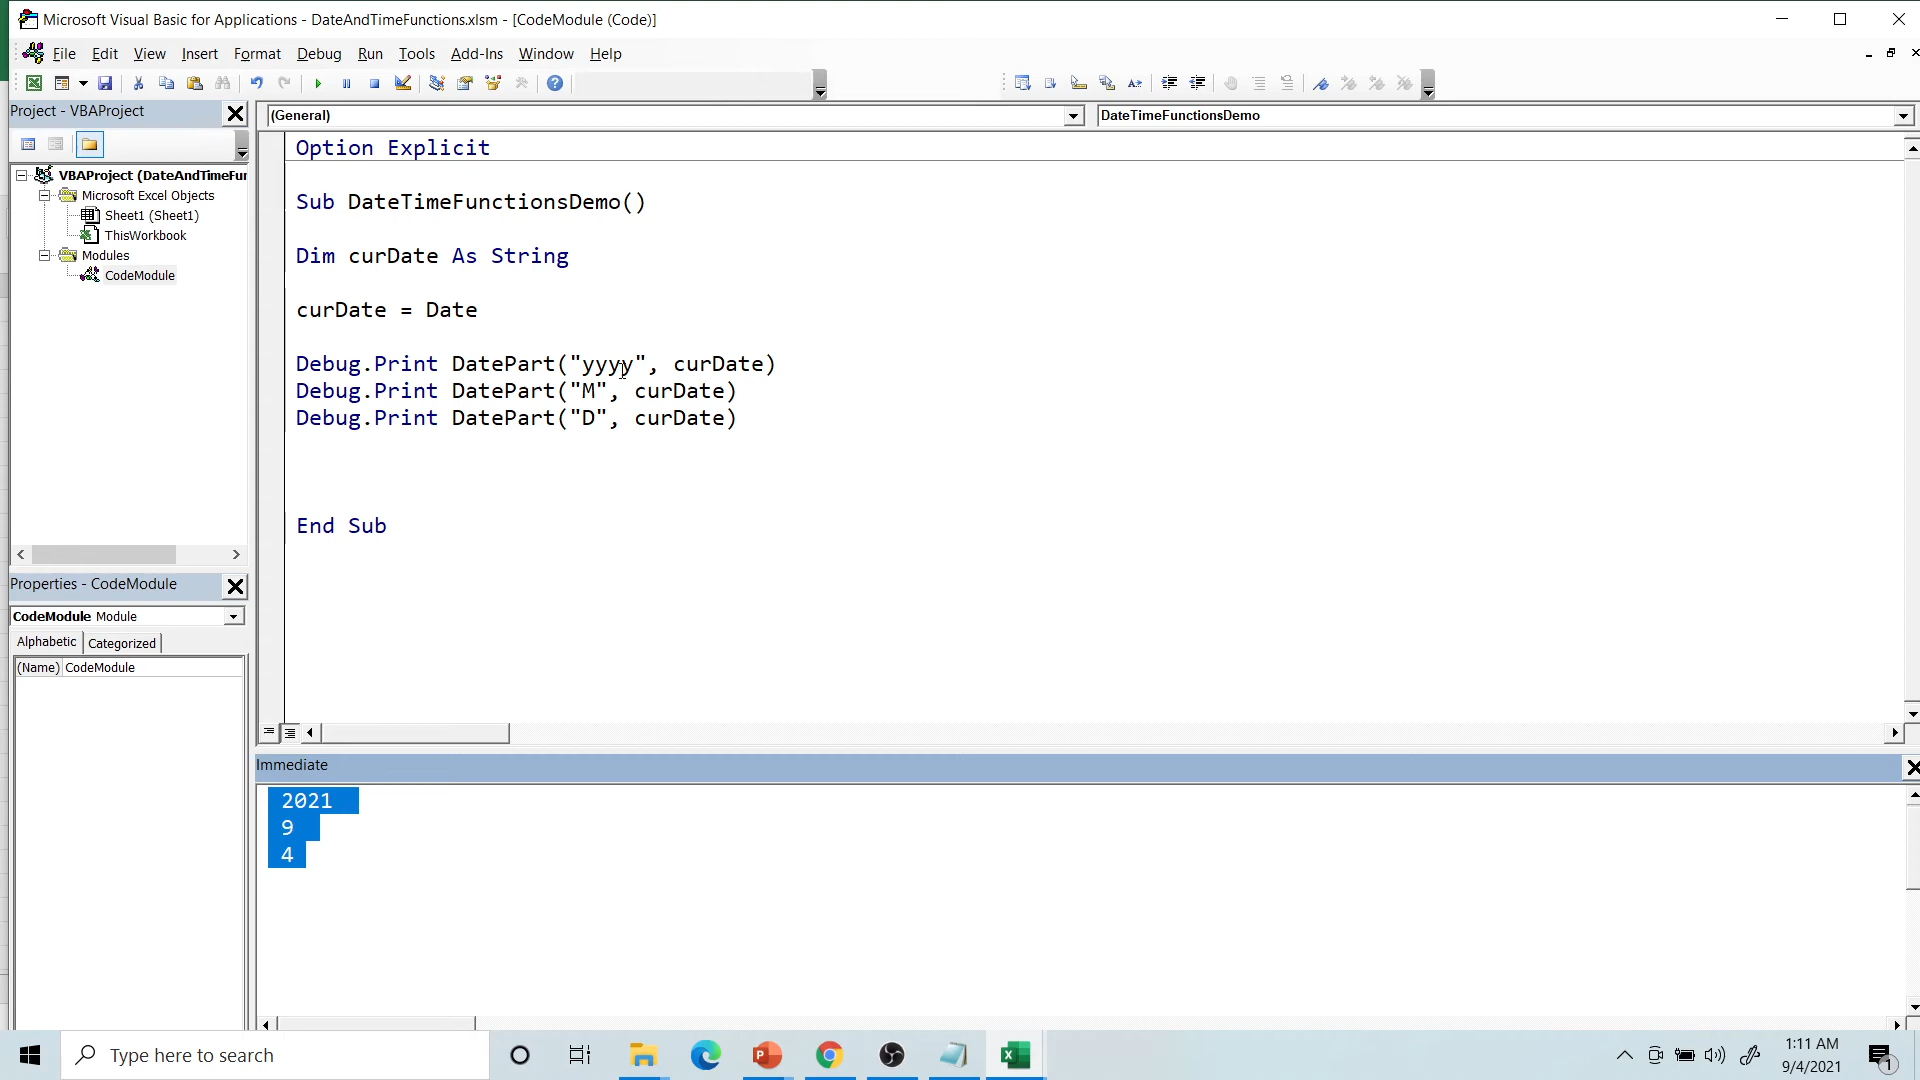 Microsoft Visual Basic for Applications - DateAndTimeFunctions.xlsm - [CodeModule (Code)]
File Edit View Insert Format Debug Run Tools Add-Ins Window Help
Project - VBAProject
(General)
DateTimeFunctionsDemo
VBAProject (DateAndTimeFun
Microsoft Excel Objects
Sheet1 (Sheet1)
ThisWorkbook
Modules
CodeModule
Option Explicit
Sub DateTimeFunctionsDemo()
Dim curDate As String
curDate = Date
Debug.Print DatePart("yyyy", curDate)
Debug.Print DatePart("M", curDate)
Debug.Print DatePart("D", curDate)
End Sub
Properties - CodeModule
CodeModule Module
Alphabetic Categorized
(Name) CodeModule
Immediate
2021
9
4
Type here to search
1:11 AM
9/4/2021
1